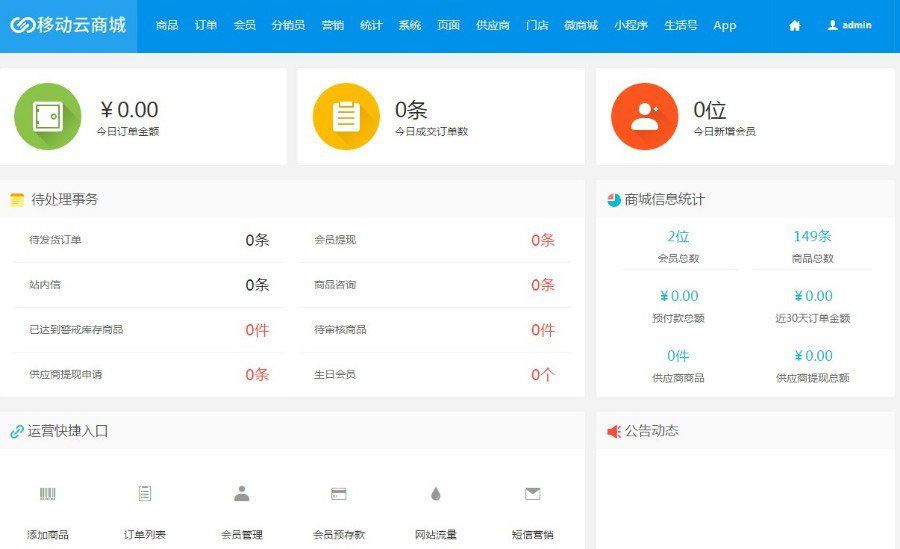 移动云商城 商品 订单 会员 分销员 营销 统计 系统 页面 供应商 门店 微商城 小程序 生活号 App admin
¥0.00
今日订单金额
0条
今日成交订单数
0位
今日新增会员
待处理事务
待发货订单 0条 会员提现 0条
站内信 0条 商品咨询 0条
已达到警戒库存商品 0件 待审核商品 0件
供应商提现申请 0条 生日会员 0个
商城信息统计
2位 149条
会员总数 商品总数
¥0.00 ¥0.00
预付款总额 近30天订单金额
0件 ¥0.00
供应商商品 供应商提现总额
运营快捷入口
添加商品 订单列表 会员管理 会员预存款 网站流量 短信营销
公告动态